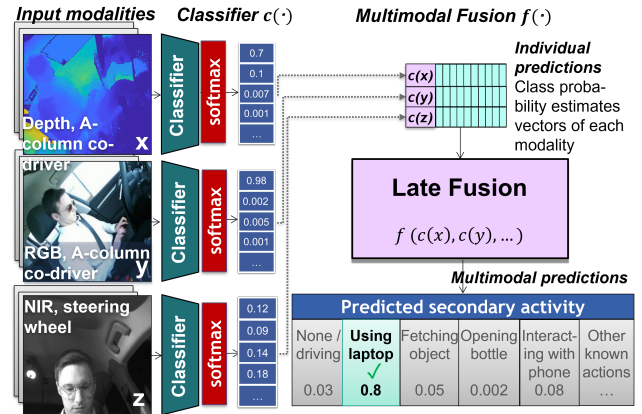 Input modalities
Classifier c(·)
Multimodal Fusion f(·)
Depth, A-
column co-
driver
x
Classifier
softmax
0.7
0.1
0.007
0.001
...
RGB, A-column
co-driver
y
Classifier
softmax
0.98
0.002
0.005
0.001
...
NIR, steering
wheel
z
Classifier
softmax
0.12
0.09
0.14
0.18
...
c(x)
c(y)
c(z)
Individual
predictions
Class proba-
bility estimates
vectors of each
modality
Late Fusion
f (c(x), c(y), ...)
Multimodal predictions
Predicted secondary activity
None /
driving
0.03
Using
laptop
✓
0.8
Fetching
object
0.05
Opening
bottle
0.002
Interact-
ing with
phone
0.08
Other
known
actions
...